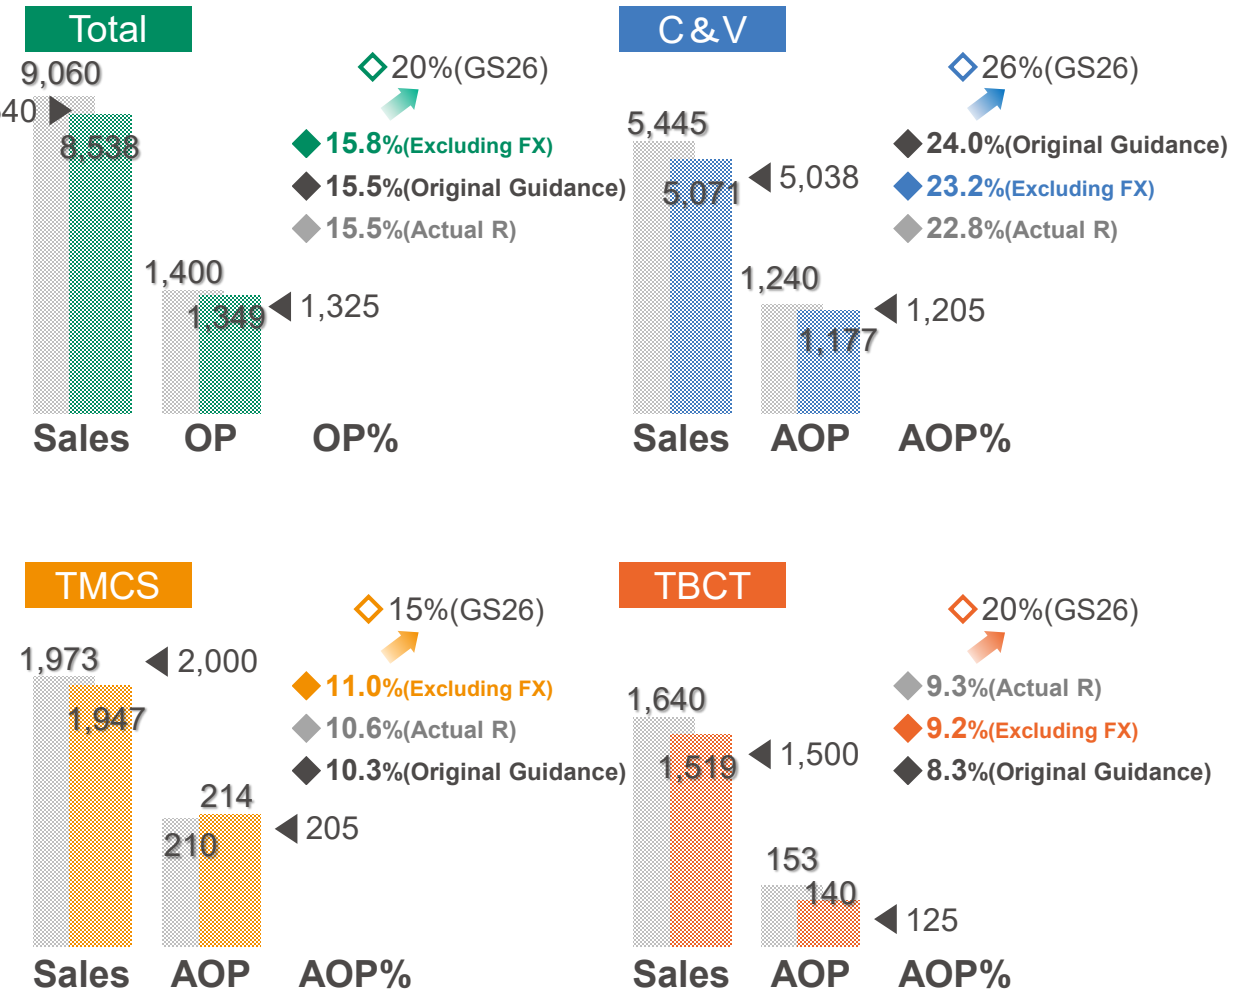 Total
9,060
40
8,538
1,400
1,349
1,325
20%(GS26)
15.8%(Excluding FX)
15.5%(Original Guidance)
15.5%(Actual R)
Sales OP OP%
C&V
5,445
5,071
5,038
1,240
1,177
1,205
26%(GS26)
24.0%(Original Guidance)
23.2%(Excluding FX)
22.8%(Actual R)
Sales AOP AOP%
TMCS
1,973
1,947
2,000
214
210
205
15%(GS26)
11.0%(Excluding FX)
10.6%(Actual R)
10.3%(Original Guidance)
Sales AOP AOP%
TBCT
1,640
1,519
1,500
153
140
125
20%(GS26)
9.3%(Actual R)
9.2%(Excluding FX)
8.3%(Original Guidance)
Sales AOP AOP%